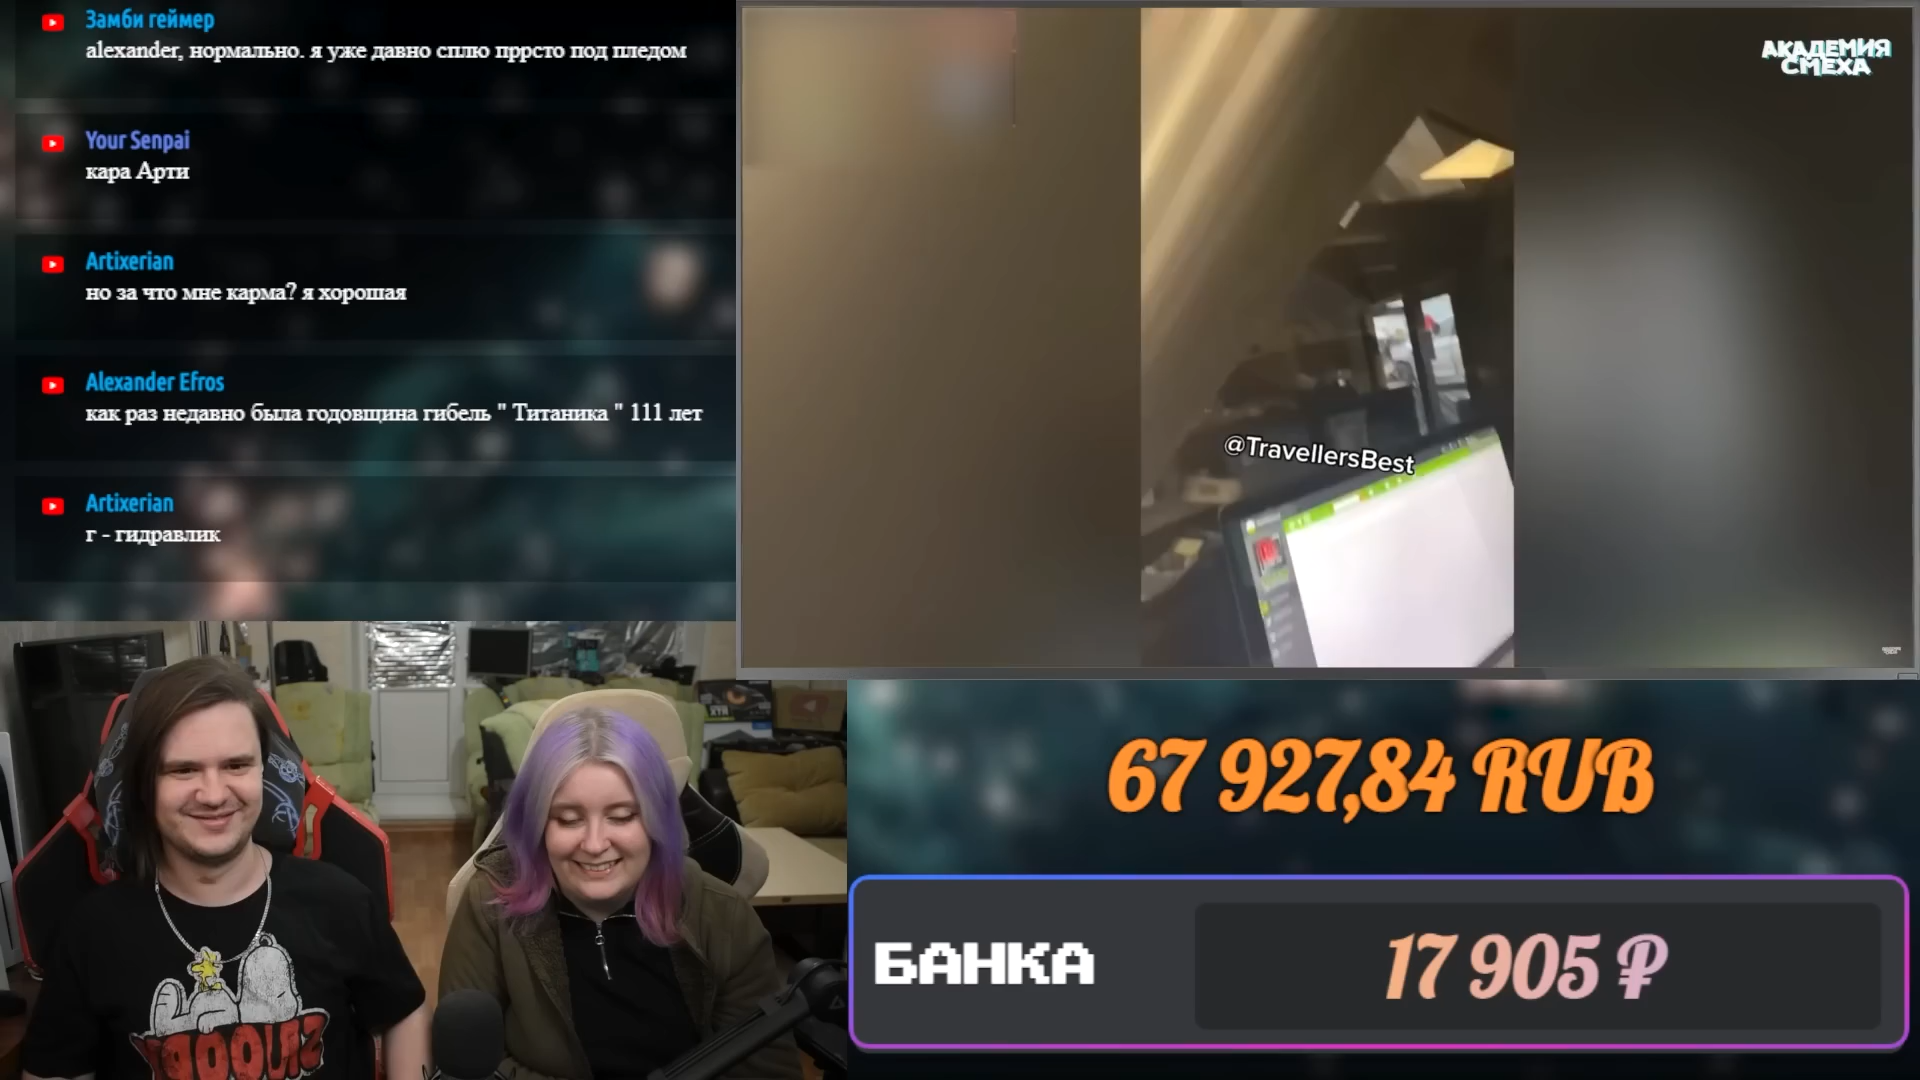 Замби геймер
alexander, нормально. я уже давно сплю пррсто под пледом
Your Senpai
кара Арти
Artixerian
но за что мне карма? я хорошая
Alexander Efros
как раз недавно была годовщина гибель " Титаника " 111 лет
Artixerian
г - гидравлик
АКАДЕМИЯ
СМЕХА
@TravellersBest
67 927,84 RUB
БАНКА
17 905 ₽